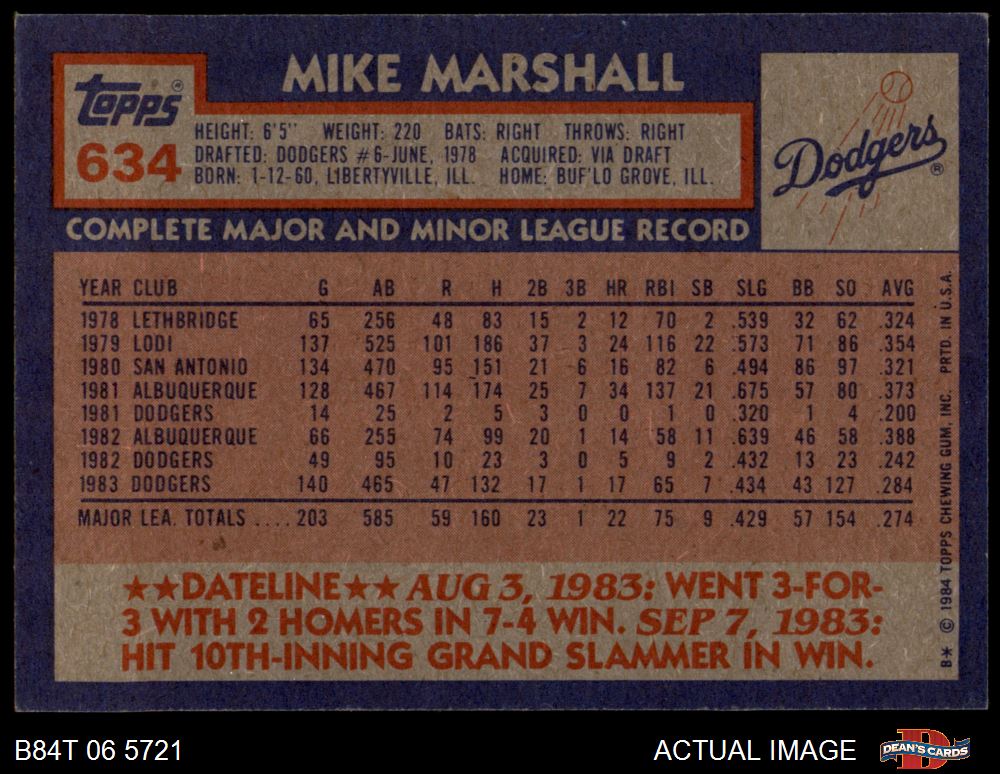 MIKE MARSHALL
Topps®
634
HEIGHT: 6'5" WEIGHT: 220 BATS: RIGHT THROWS: RIGHT
DRAFTED: DODGERS #6-JUNE, 1978 ACQUIRED: VIA DRAFT
BORN: 1-12-60, LIBERTYVILLE, ILL. HOME: BUF'LO GROVE, ILL.
Dodgers®
COMPLETE MAJOR AND MINOR LEAGUE RECORD
YEAR CLUB G AB R H 2B 3B HR RBI SB SLG BB SO AVG
1978 LETHBRIDGE 65 256 48 83 15 2 12 70 2 .539 32 62 .324
1979 LODI 137 525 101 186 37 3 24 116 22 .573 71 86 .354
1980 SAN ANTONIO 134 470 95 151 21 6 16 82 6 .494 86 97 .321
1981 ALBUQUERQUE 128 467 114 174 25 7 34 137 21 .675 57 80 .373
1981 DODGERS 14 25 2 5 3 0 0 1 0 .320 1 4 .200
1982 ALBUQUERQUE 66 255 74 99 20 1 14 58 11 .639 46 58 .388
1982 DODGERS 49 95 10 23 3 0 5 9 2 .432 13 23 .242
1983 DODGERS 140 465 47 132 17 1 17 65 7 .434 43 127 .284
MAJOR LEA. TOTALS .... 203 585 59 160 23 1 22 75 9 .429 57 154 .274
★★DATELINE★★ AUG 3, 1983: WENT 3-FOR-
3 WITH 2 HOMERS IN 7-4 WIN. SEP 7, 1983:
HIT 10TH-INNING GRAND SLAMMER IN WIN.
B* © 1984 TOPPS CHEWING GUM, INC. PRTD. IN U.S.A.
B84T 06 5721
ACTUAL IMAGE
DEAN'S CARDS